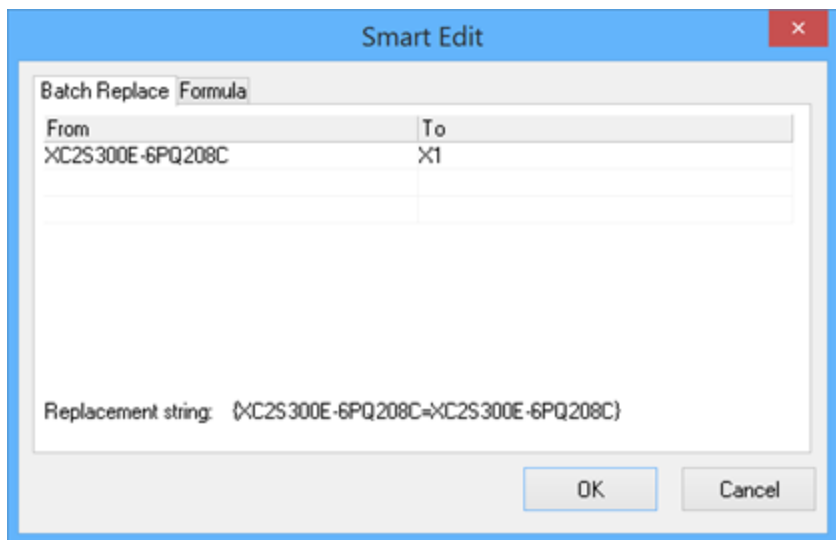 Smart Edit
Batch Replace Formula
From To
XC2S300E-6PQ208C X1
Replacement string: {XC2S300E-6PQ208C=XC2S300E-6PQ208C}
OK Cancel